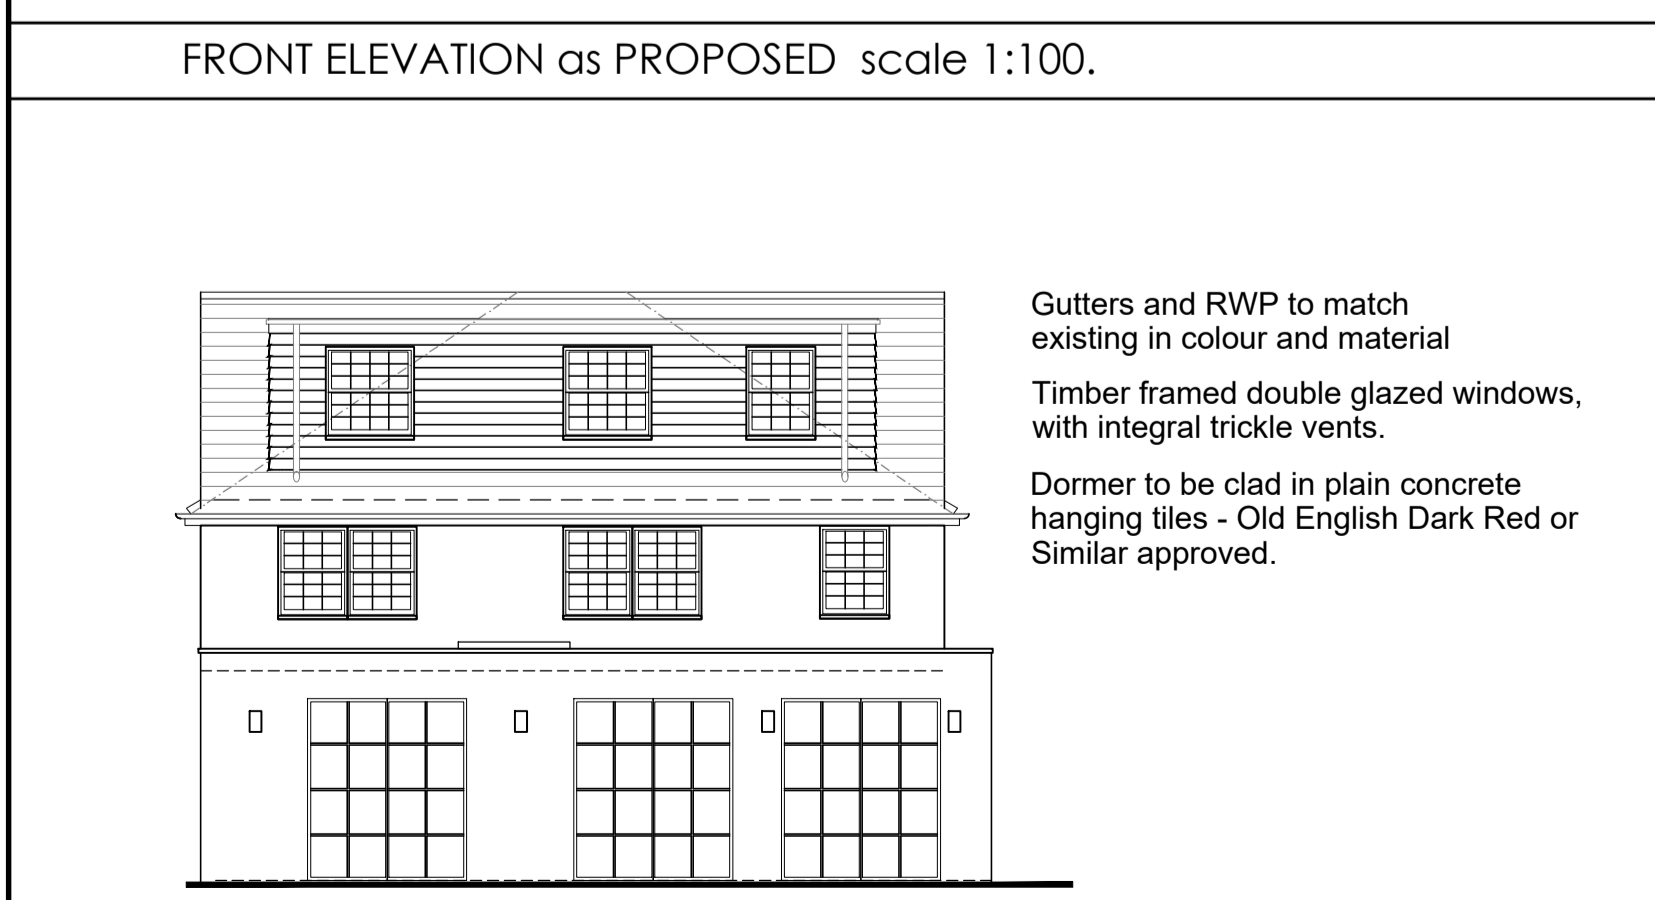 FRONT ELEVATION as PROPOSED scale 1:100.
Gutters and RWP to match
existing in colour and material
Timber framed double glazed windows,
with integral trickle vents.
Dormer to be clad in plain concrete
hanging tiles - Old English Dark Red or
Similar approved.